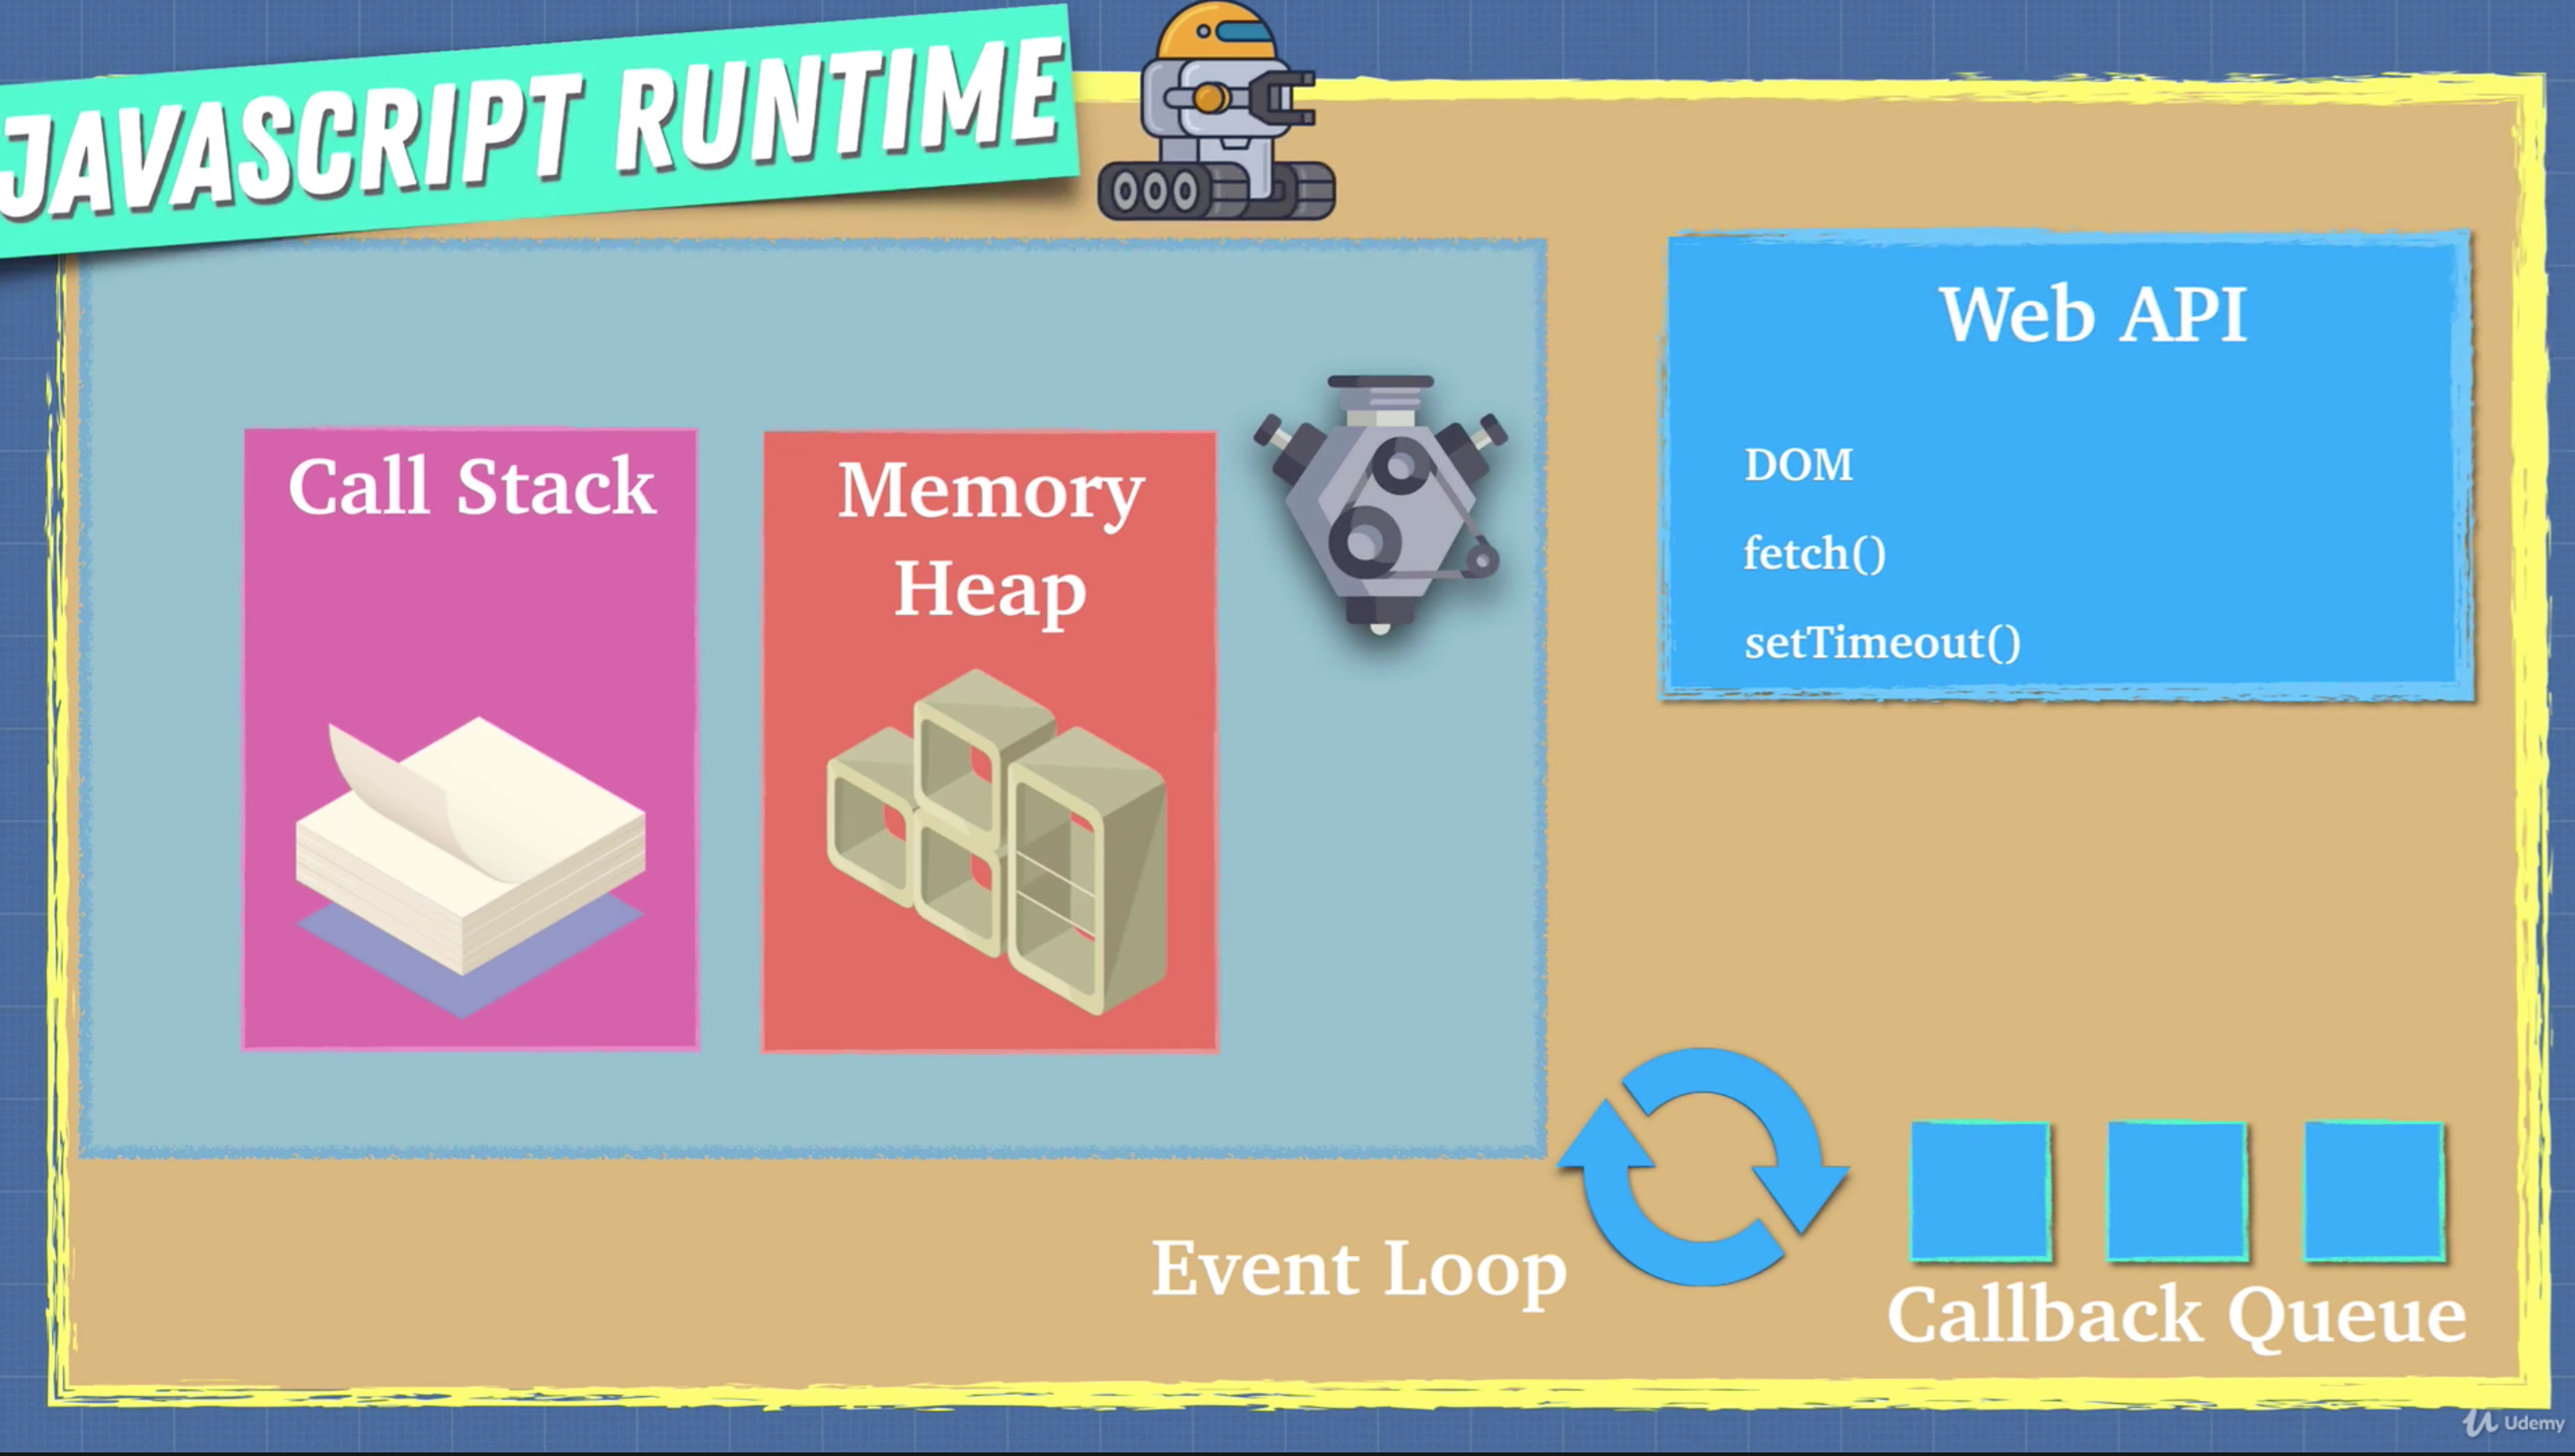 JAVASCRIPT RUNTIME
Call Stack
Memory
Heap
Web API
DOM
fetch()
setTimeout()
Event Loop
Callback Queue
Udemy